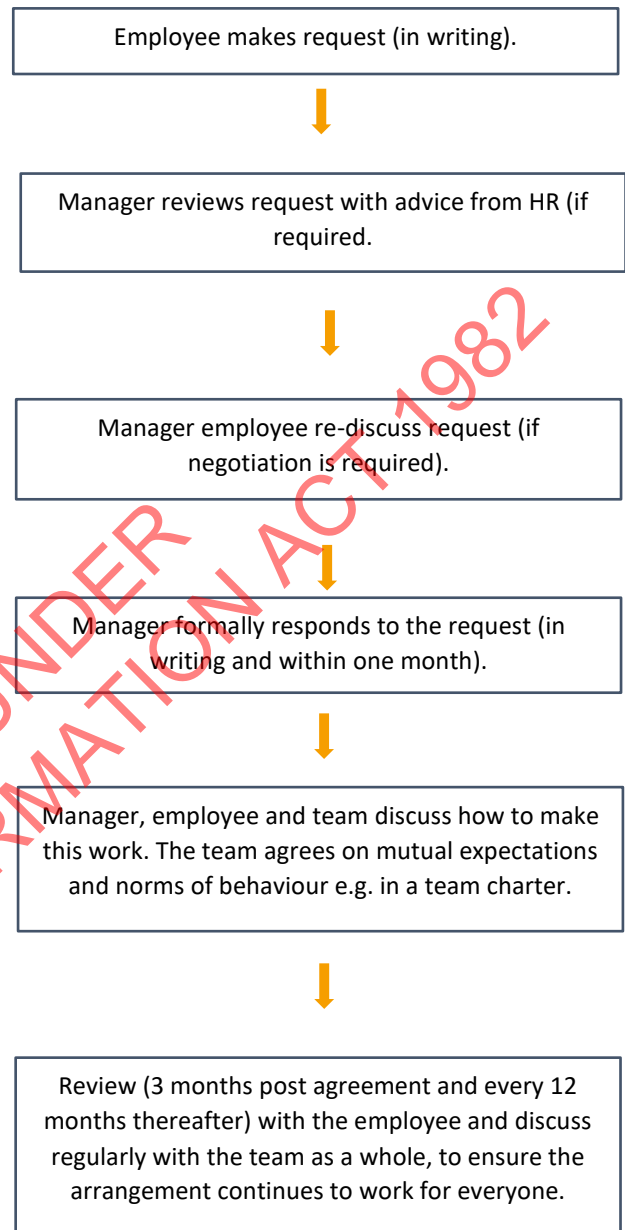 Employee makes request (in writing).
Manager reviews request with advice from HR (if
required.
Manager employee re-discuss request (if
negotiation is required).
Manager formally responds to the request (in
writing and within one month).
Manager, employee and team discuss how to make
this work. The team agrees on mutual expectations
and norms of behaviour e.g. in a team charter.
Review (3 months post agreement and every 12
months thereafter) with the employee and discuss
regularly with the team as a whole, to ensure the
arrangement continues to work for everyone.
UNDER
RMATION ACT 1982